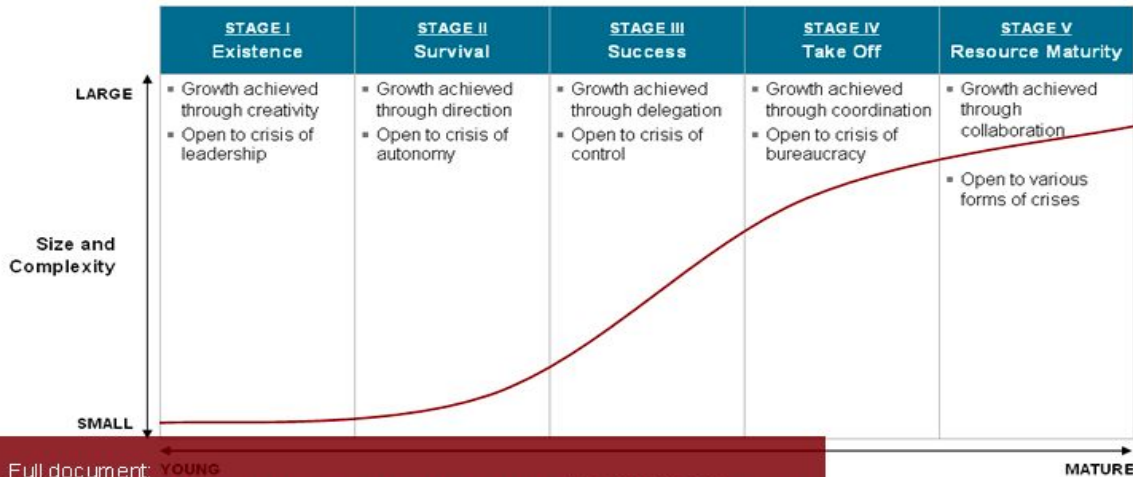 STAGE I
Existence
STAGE II
Survival
STAGE III
Success
STAGE IV
Take Off
STAGE V
Resource Maturity
LARGE
▪ Growth achieved
through creativity
▪ Open to crisis of
leadership
▪ Growth achieved
through direction
▪ Open to crisis of
autonomy
▪ Growth achieved
through delegation
▪ Open to crisis of
control
▪ Growth achieved
through coordination
▪ Open to crisis of
bureaucracy
▪ Growth achieved
through
collaboration
▪ Open to various
forms of crises
Size and
Complexity
SMALL
Full document:
YOUNG
MATURE